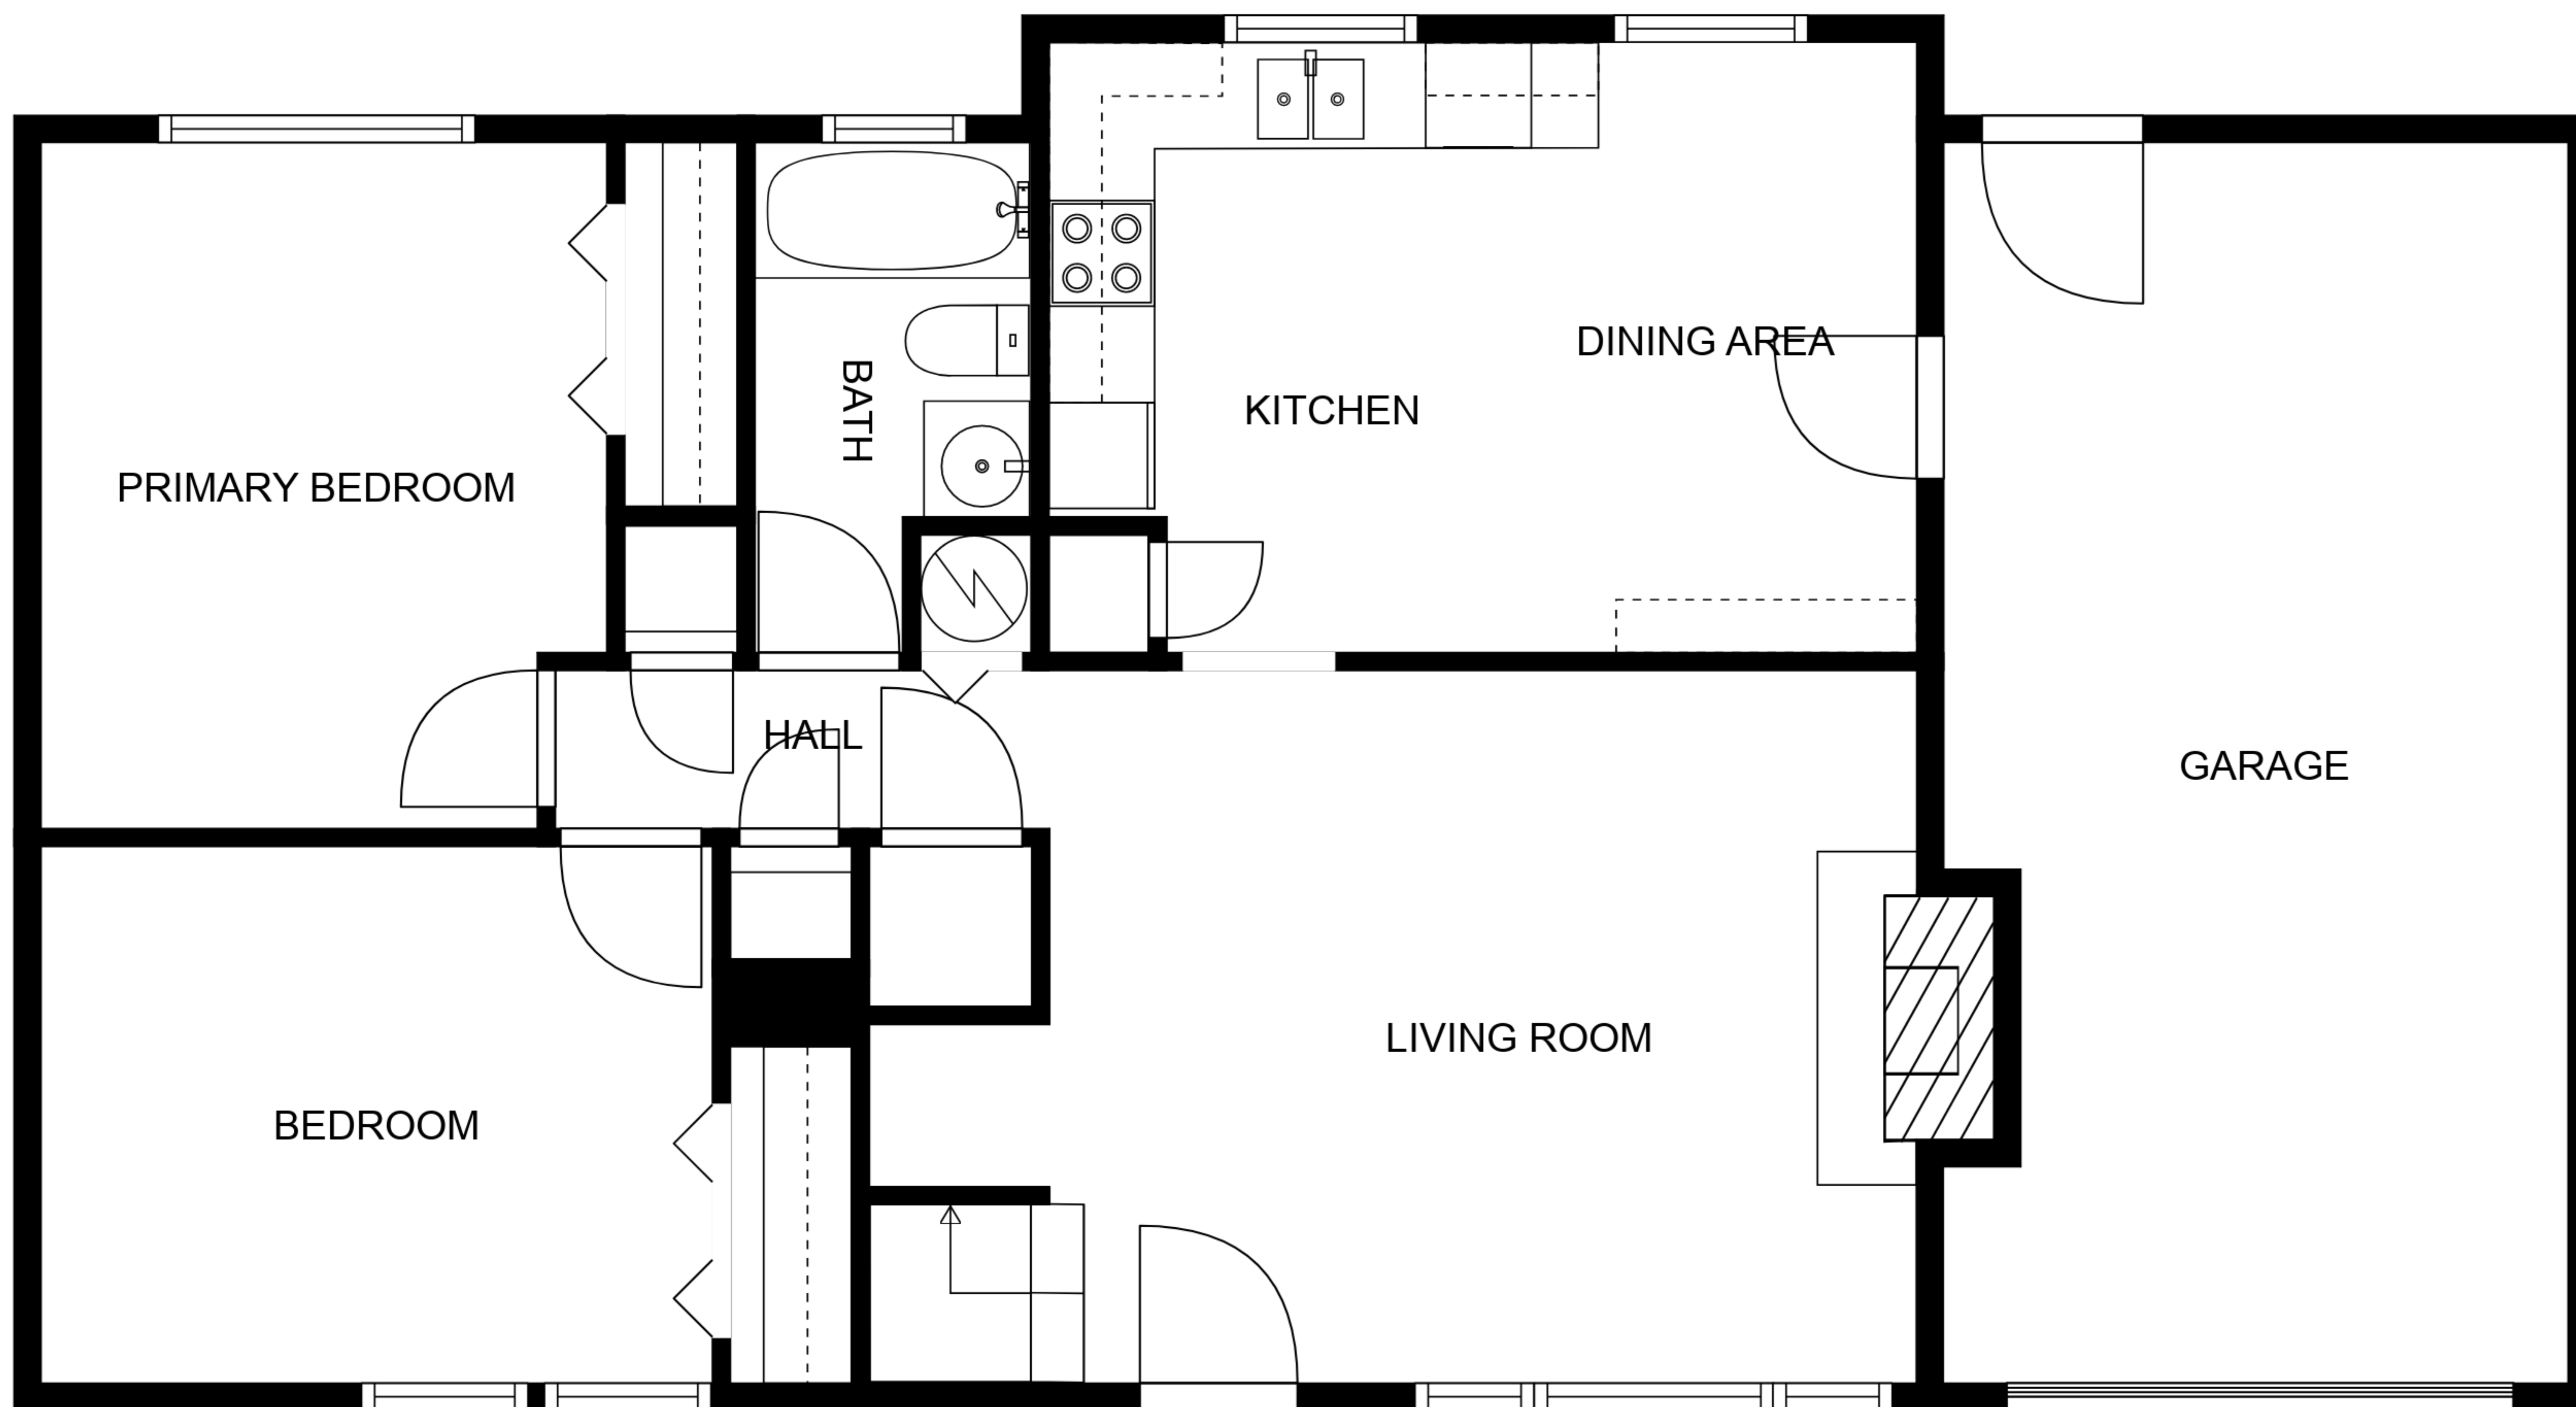 DINING AREA
KITCHEN
BATH
PRIMARY BEDROOM
HALL
GARAGE
LIVING ROOM
BEDROOM